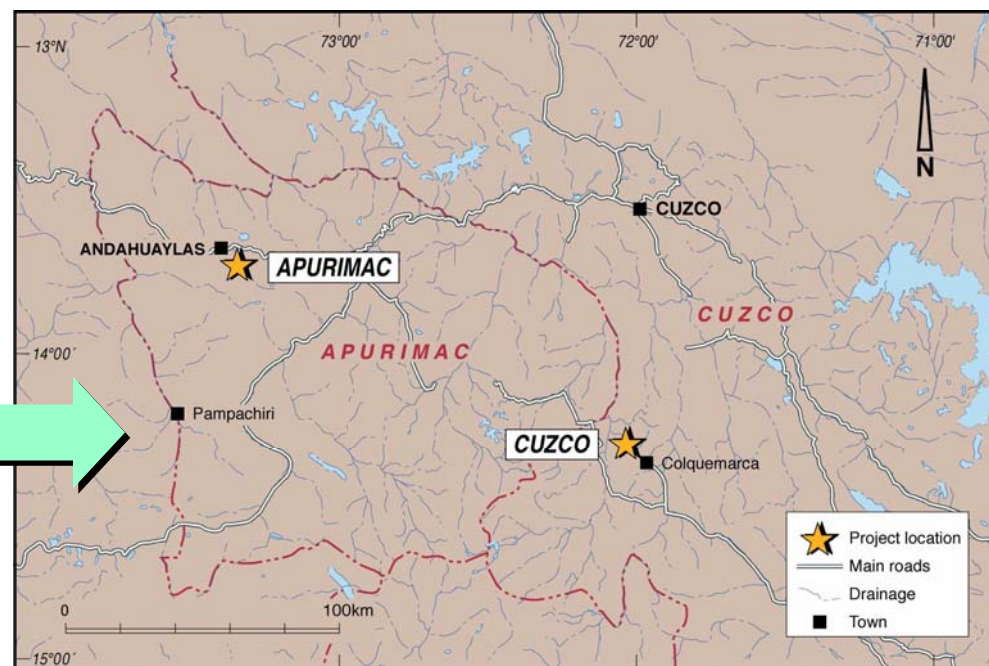 13°N
73°00′
72°00′
71°00′
N
CUZCO
ANDAHUAYLAS
APURIMAC
CUZCO
APURIMAC
14°00′
Pampachiri
CUZCO
Colquemarca
Project location
Main roads
Drainage
Town
0
100km
15°00′